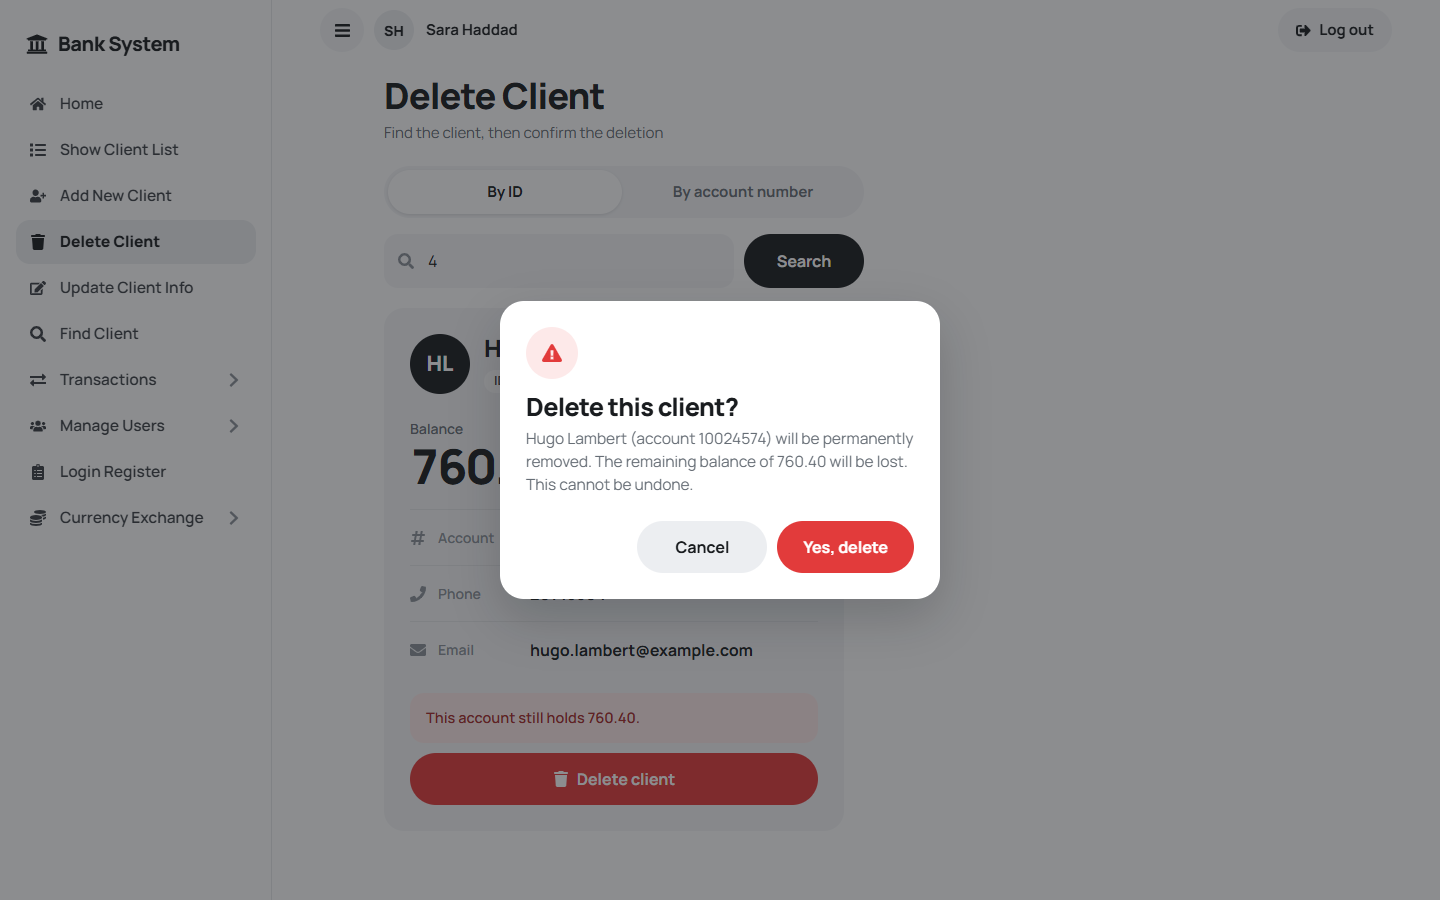 Bank System
Home
Show Client List
Add New Client
Delete Client
Update Client Info
Find Client
Transactions
Manage Users
Login Register
Currency Exchange
SH
Sara Haddad
Log out
Delete Client
Find the client, then confirm the deletion
By ID
By account number
4
Search
HL
Balance
760.
Account
Phone
Email
hugo.lambert@example.com
This account still holds 760.40.
Delete client
Delete this client?
Hugo Lambert (account 10024574) will be permanently
removed. The remaining balance of 760.40 will be lost.
This cannot be undone.
Cancel
Yes, delete